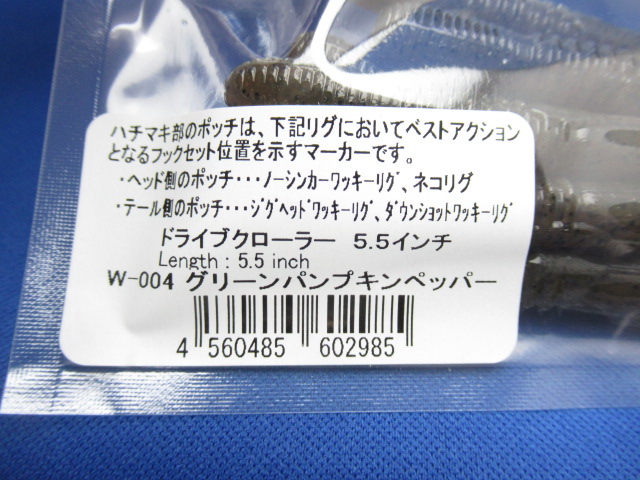 ハチマキ部のポッチは、下記リグにおいてベストアクション
となるフックセット位置を示すマーカーです。
・ヘッド側のポッチ･･･ノーシンカーワッキーリグ、ネコリグ
・テール側のポッチ･･･ジグヘッドワッキーリグ、ダウンショットワッキーリグ
ドライブクローラー 5.5インチ
Length : 5.5 inch
W-004 グリーンパンプキンペッパー
4 560485 602985